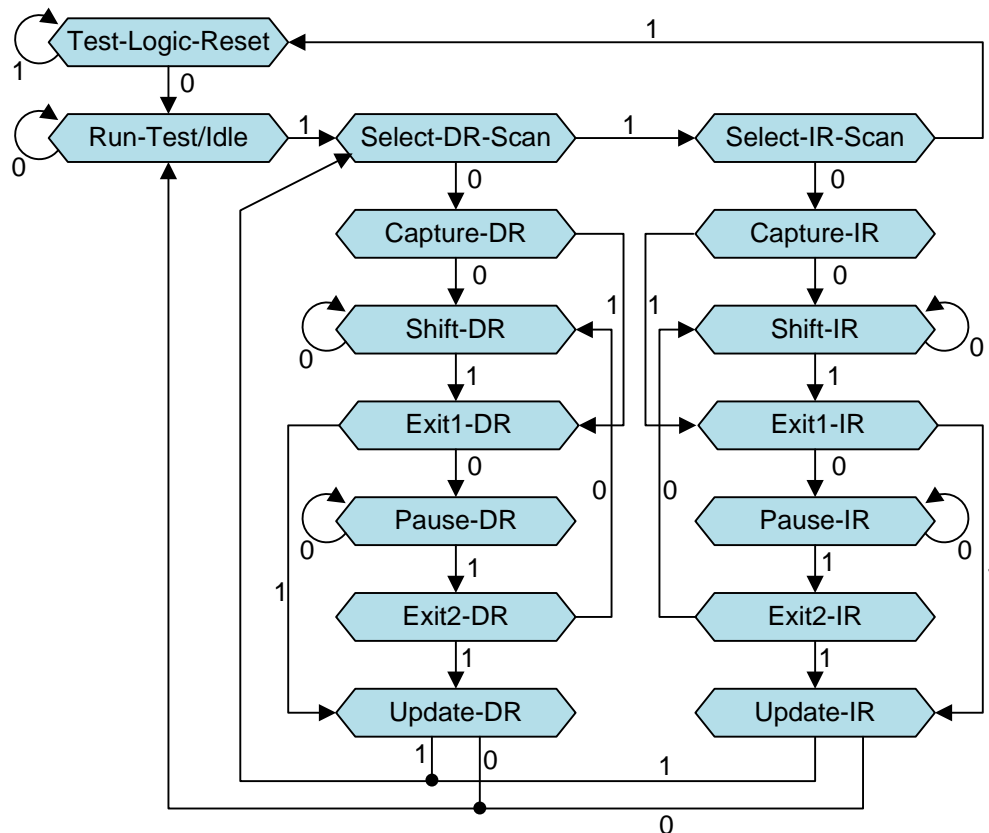 1
Test-Logic-Reset
1
0
Run-Test/Idle
1
Select-DR-Scan
1
Select-IR-Scan
0
0
0
Capture-DR
Capture-IR
0
0
1
1
Shift-DR
Shift-IR
0
0
1
1
Exit1-DR
Exit1-IR
0
0
0
0
Pause-DR
Pause-IR
0
0
1
1
1
Exit2-DR
Exit2-IR
1
1
Update-DR
Update-IR
1
0
1
0